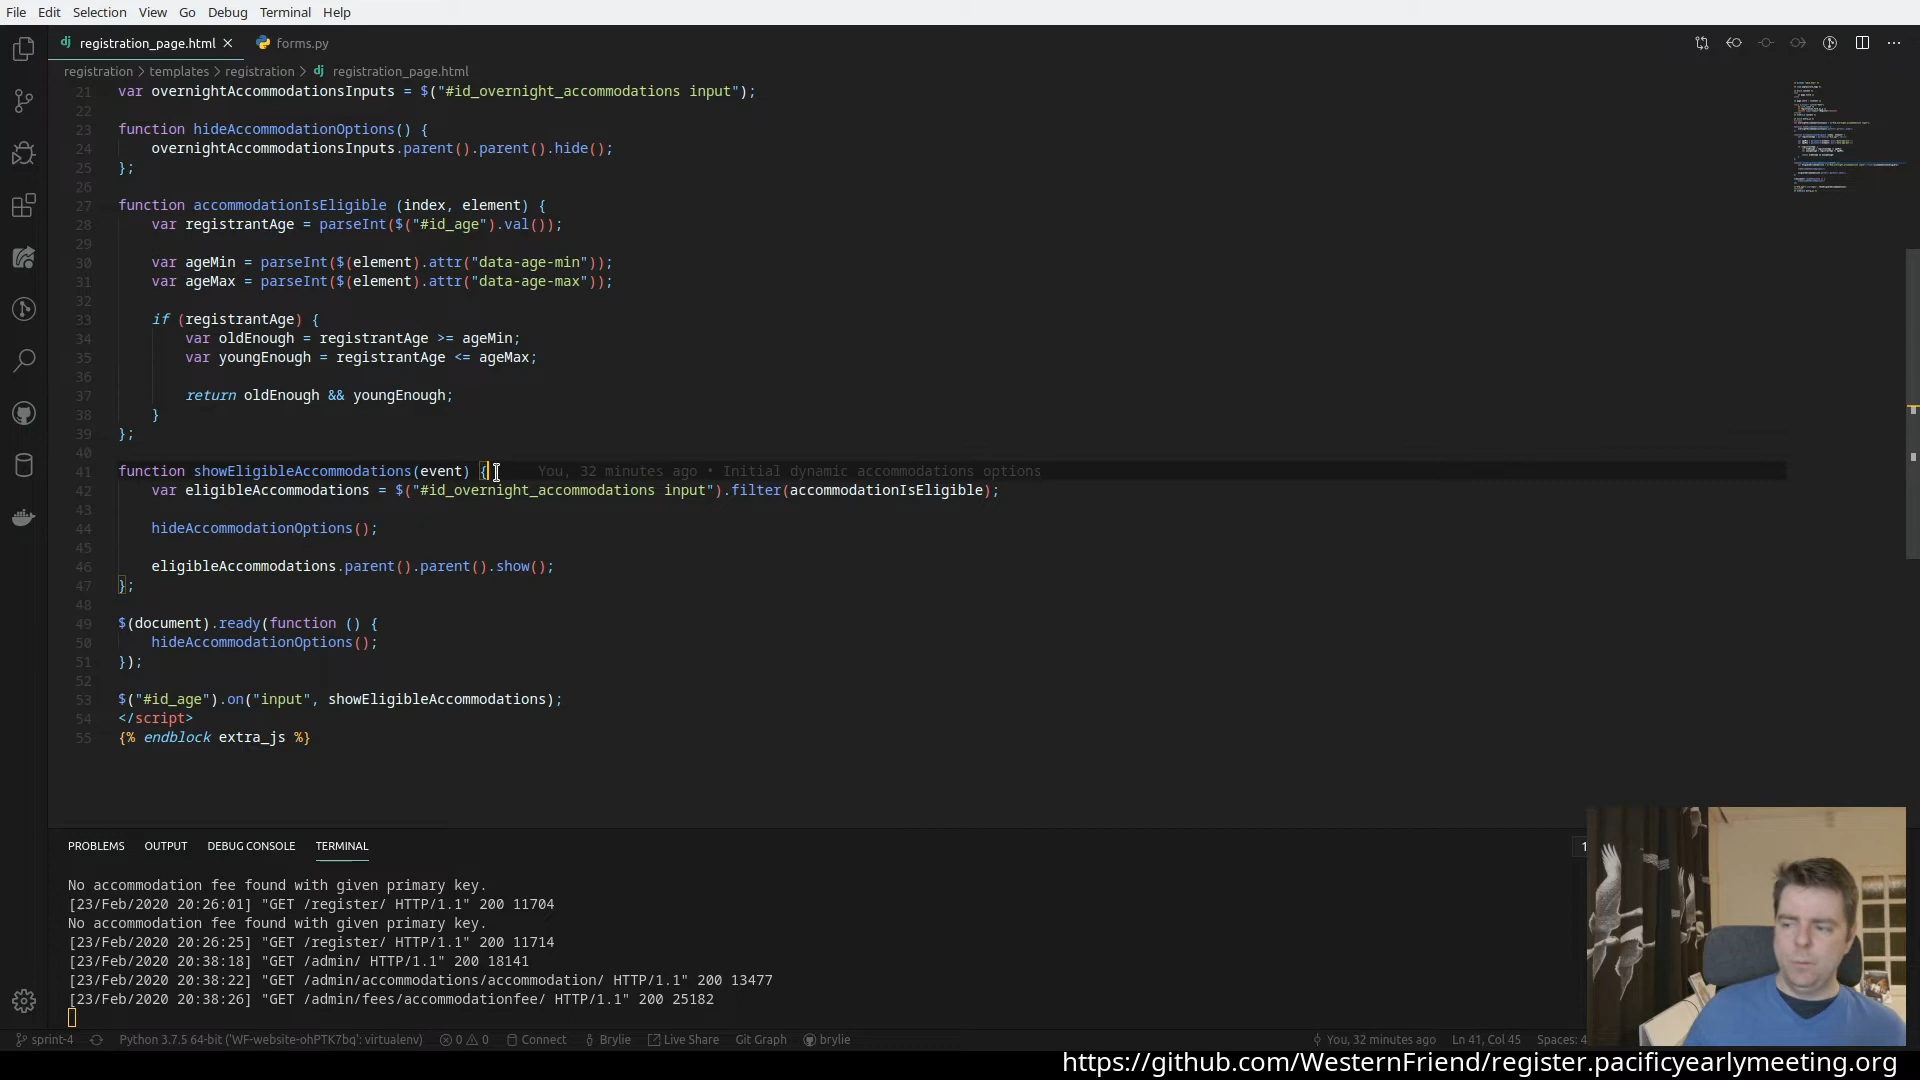 File Edit Selection View Go Debug Terminal Help
dj registration_page.html × forms.py
registration > templates > registration > dj registration_page.html
21 var overnightAccommodationsInputs = $("#id_overnight_accommodations input");
22
23 function hideAccommodationOptions() {
24 overnightAccommodationsInputs.parent().parent().hide();
25 };
26
27 function accommodationIsEligible (index, element) {
28 var registrantAge = parseInt($("#id_age").val());
29
30 var ageMin = parseInt($(element).attr("data-age-min"));
31 var ageMax = parseInt($(element).attr("data-age-max"));
32
33 if (registrantAge) {
34 var oldEnough = registrantAge >= ageMin;
35 var youngEnough = registrantAge <= ageMax;
36
37 return oldEnough && youngEnough;
38 }
39 };
40
41 function showEligibleAccommodations(event) { You, 32 minutes ago • Initial dynamic accommodations options
42 var eligibleAccommodations = $("#id_overnight_accommodations input").filter(accommodationIsEligible);
43
44 hideAccommodationOptions();
45
46 eligibleAccommodations.parent().parent().show();
47 };
48
49 $(document).ready(function () {
50 hideAccommodationOptions();
51 });
52
53 $("#id_age").on("input", showEligibleAccommodations);
54 </script>
55 {% endblock extra_js %}
PROBLEMS OUTPUT DEBUG CONSOLE TERMINAL 1
No accommodation fee found with given primary key.
[23/Feb/2020 20:26:01] "GET /register/ HTTP/1.1" 200 11704
No accommodation fee found with given primary key.
[23/Feb/2020 20:26:25] "GET /register/ HTTP/1.1" 200 11714
[23/Feb/2020 20:38:18] "GET /admin/ HTTP/1.1" 200 18141
[23/Feb/2020 20:38:22] "GET /admin/accommodations/accommodation/ HTTP/1.1" 200 13477
[23/Feb/2020 20:38:26] "GET /admin/fees/accommodationfee/ HTTP/1.1" 200 25182
sprint-4 Python 3.7.5 64-bit ('WF-website-ohPTK7bq': virtualenv) 0 0 Connect Brylie Live Share Git Graph brylie You, 32 minutes ago Ln 41, Col 45 Spaces: 4
https://github.com/WesternFriend/register.pacificyearlymeeting.org